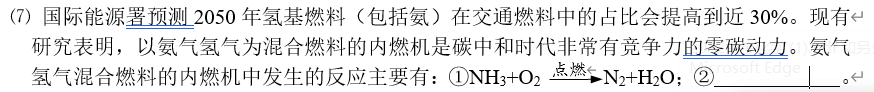 ⑺ 国际能源署预测 2050 年氢基燃料（包括氨）在交通燃料中的占比会提高到近 30%。现有
研究表明，以氨气氢气为混合燃料的内燃机是碳中和时代非常有竞争力的零碳动力。氨气
氢气混合燃料的内燃机中发生的反应主要有：①NH₃+O₂ 点燃→N₂+H₂O；②____________。